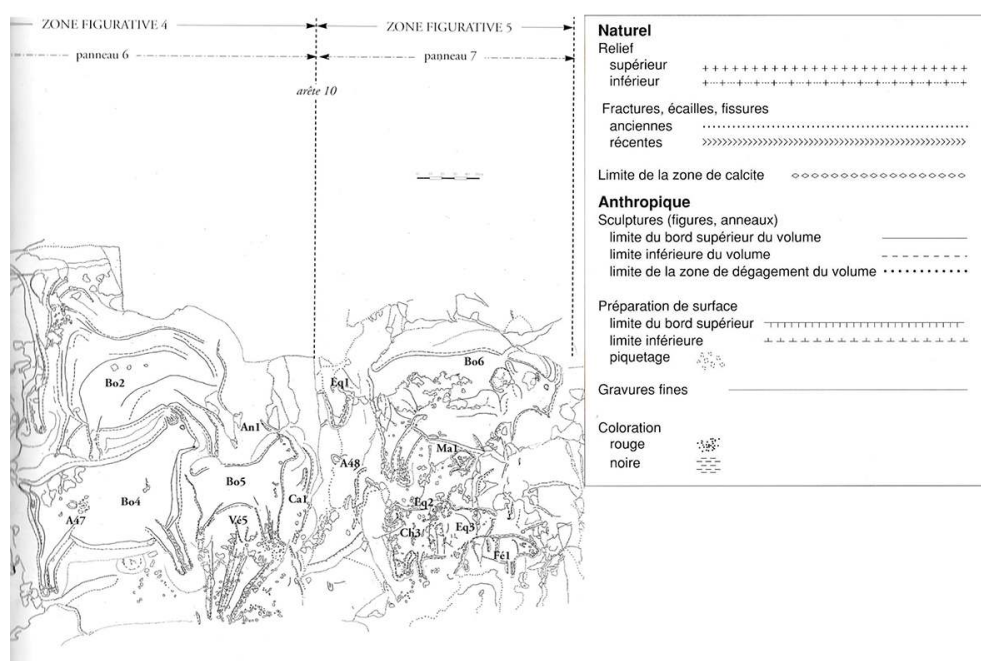 ZONE FIGURATIVE 4
ZONE FIGURATIVE 5
panneau 6
panneau 7
arête 10
Bo2
An1
Bo4
A47
Bo5
Vé5
Ca1
Eq1
A48
Bo6
Ma1
Eq2
Ch3
Eq3
Fé1
Naturel
Relief
supérieur
inférieur
Fractures, écailles, fissures
anciennes
récentes
Limite de la zone de calcite
Anthropique
Sculptures (figures, anneaux)
limite du bord supérieur du volume
limite inférieure du volume
limite de la zone de dégagement du volume
Préparation de surface
limite du bord supérieur
limite inférieure
piquetage
Gravures fines
Coloration
rouge
noire